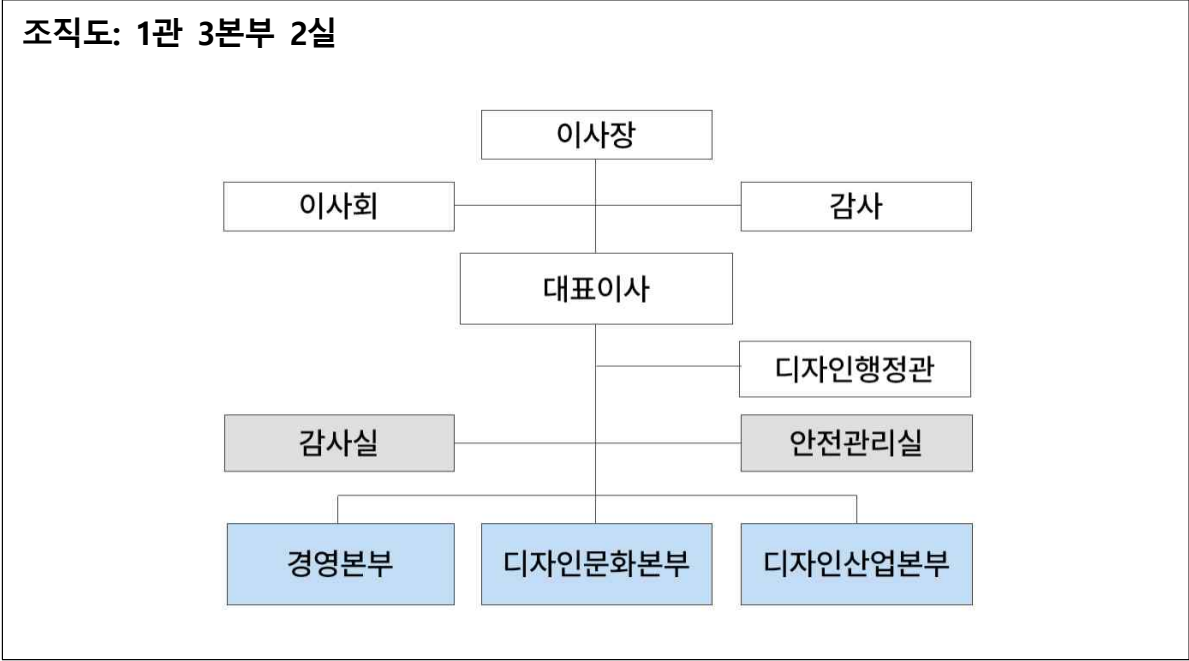 조직도: 1관 3본부 2실
이사장
이사회
감사
대표이사
디자인행정관
감사실
안전관리실
경영본부
디자인문화본부
디자인산업본부